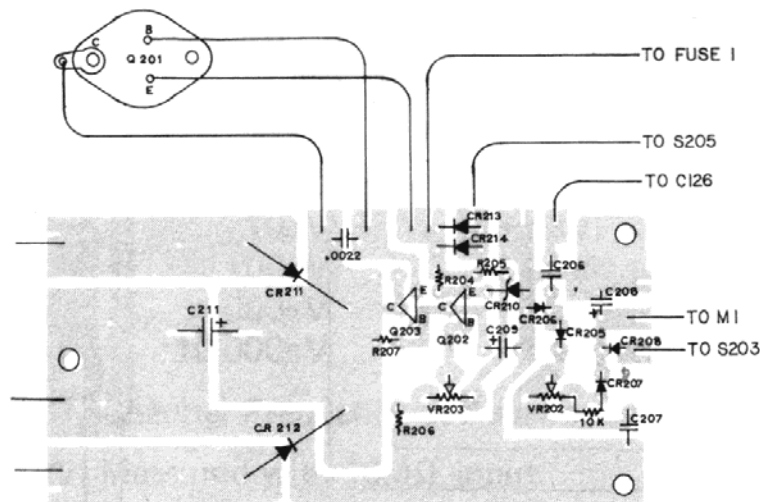 B
C
Q 201
E
TO FUSE 1
TO S205
TO C126
CR213
CR214
.0022
R205
C206
CR211
R204
C208
C211
+
E
C
B
Q203
E
C
B
Q202
CR210
CR206
+
TO M1
C209
+
CR205
R207
CR208
TO S203
CR207
CR 212
VR203
VR202
10K
R206
C207